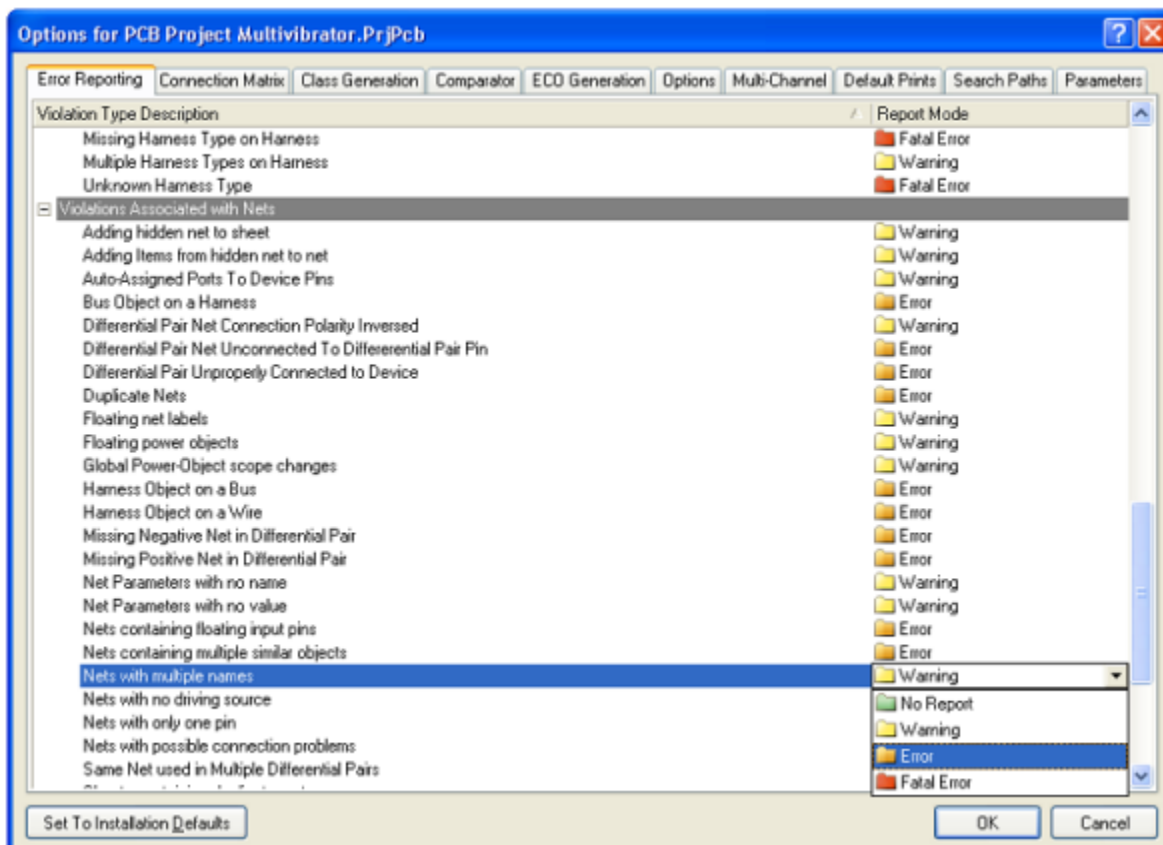 Options for PCB Project Multivibrator.PrjPcb
Error Reporting Connection Matrix Class Generation Comparator ECO Generation Options Multi-Channel Default Prints Search Paths Parameters
Violation Type Description Report Mode
Missing Harness Type on Harness Fatal Error
Multiple Harness Types on Harness Warning
Unknown Harness Type Fatal Error
Violations Associated with Nets
Adding hidden net to sheet Warning
Adding Items from hidden net to net Warning
Auto-Assigned Ports To Device Pins Warning
Bus Object on a Harness Error
Differential Pair Net Connection Polarity Inversed Warning
Differential Pair Net Unconnected To Differerential Pair Pin Error
Differential Pair Unproperly Connected to Device Error
Duplicate Nets Error
Floating net labels Warning
Floating power objects Warning
Global Power-Object scope changes Warning
Harness Object on a Bus Error
Harness Object on a Wire Error
Missing Negative Net in Differential Pair Error
Missing Positive Net in Differential Pair Error
Net Parameters with no name Warning
Net Parameters with no value Warning
Nets containing floating input pins Error
Nets containing multiple similar objects Error
Nets with multiple names Warning
Nets with no driving source No Report
Nets with only one pin Warning
Nets with possible connection problems Error
Same Net used in Multiple Differential Pairs Fatal Error
Set To Installation Defaults OK Cancel